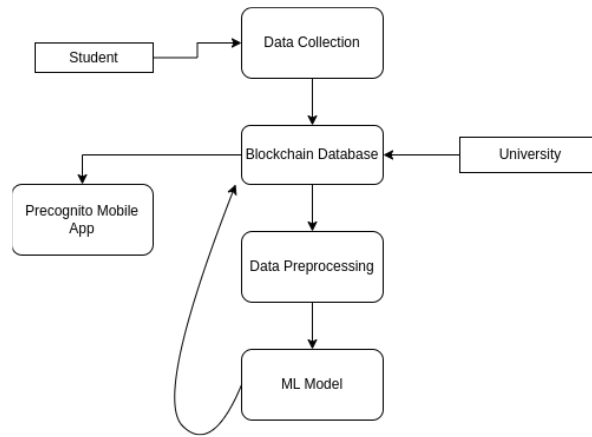 Data Collection
Student
Blockchain Database
University
Precognito Mobile
App
Data Preprocessing
ML Model